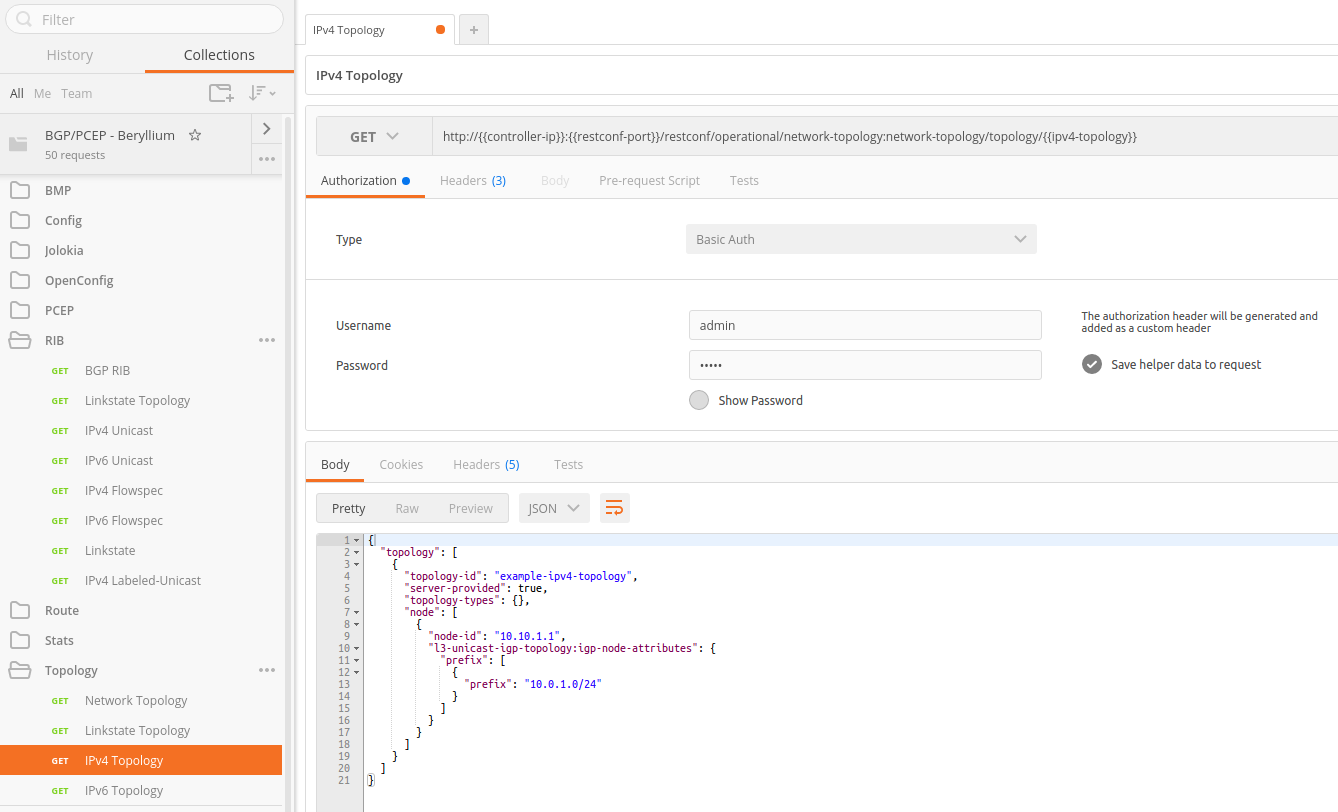 Filter
History Collections
All Me Team
BGP/PCEP - Beryllium
50 requests
BMP
Config
Jolokia
OpenConfig
PCEP
RIB
GET BGP RIB
GET Linkstate Topology
GET IPv4 Unicast
GET IPv6 Unicast
GET IPv4 Flowspec
GET IPv6 Flowspec
GET Linkstate
GET IPv4 Labeled-Unicast
Route
Stats
Topology
GET Network Topology
GET Linkstate Topology
GET IPv4 Topology
GET IPv6 Topology
IPv4 Topology +
IPv4 Topology
GET http://{{controller-ip}}:{{restconf-port}}/restconf/operational/network-topology:network-topology/topology/{{ipv4-topology}}
Authorization Headers (3) Body Pre-request Script Tests
Type Basic Auth
Username admin
The authorization header will be generated and
added as a custom header
Password •••••
Save helper data to request
Show Password
Body Cookies Headers (5) Tests
Pretty Raw Preview JSON
1 {
2 "topology": [
3 {
4 "topology-id": "example-ipv4-topology",
5 "server-provided": true,
6 "topology-types": {},
7 "node": [
8 {
9 "node-id": "10.10.1.1",
10 "l3-unicast-igp-topology:igp-node-attributes": {
11 "prefix": [
12 {
13 "prefix": "10.0.1.0/24"
14 }
15 ]
16 }
17 }
18 ]
19 }
20 ]
21 }